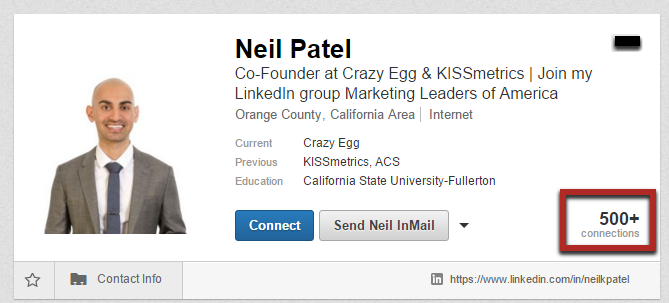 Neil Patel
Co-Founder at Crazy Egg & KISSmetrics | Join my
LinkedIn group Marketing Leaders of America
Orange County, California Area | Internet
Current Crazy Egg
Previous KISSmetrics, ACS
Education California State University-Fullerton
Connect Send Neil InMail
500+
connections
Contact Info in https://www.linkedin.com/in/neilkpatel